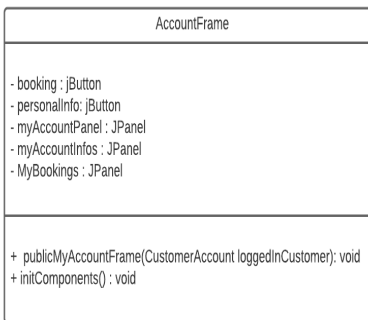 AccountFrame
- booking : jButton
- personalInfo: jButton
- myAccountPanel : JPanel
- myAccountInfos : JPanel
- MyBookings : JPanel
+ publicMyAccountFrame(CustomerAccount loggedInCustomer): void
+ initComponents() : void